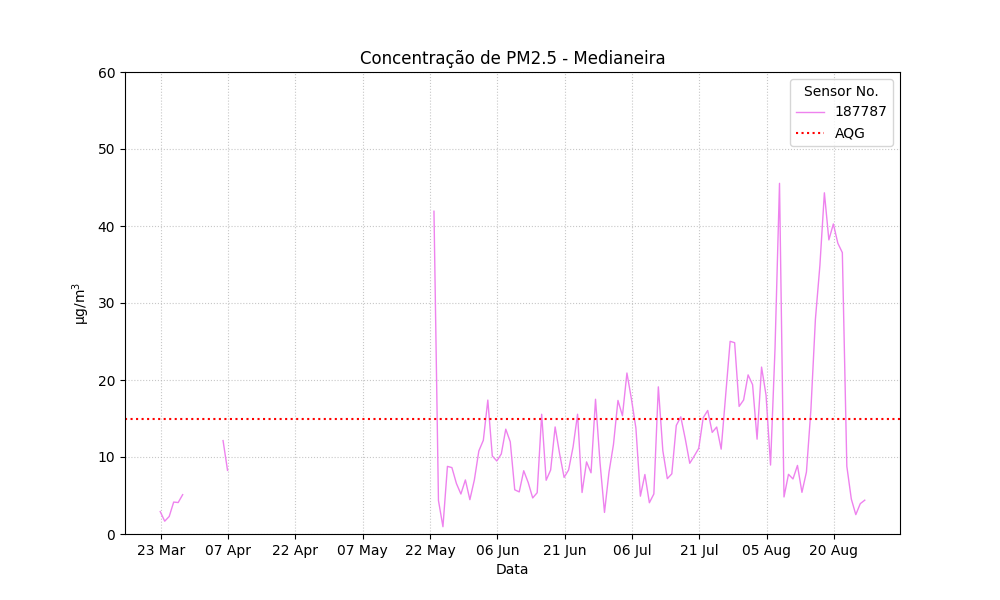 Concentração de PM2.5 - Medianeira
Sensor No.
187787
AQG
60
50
40
30
20
10
0
µg/m³
23 Mar
07 Apr
22 Apr
07 May
22 May
06 Jun
21 Jun
06 Jul
21 Jul
05 Aug
20 Aug
Data